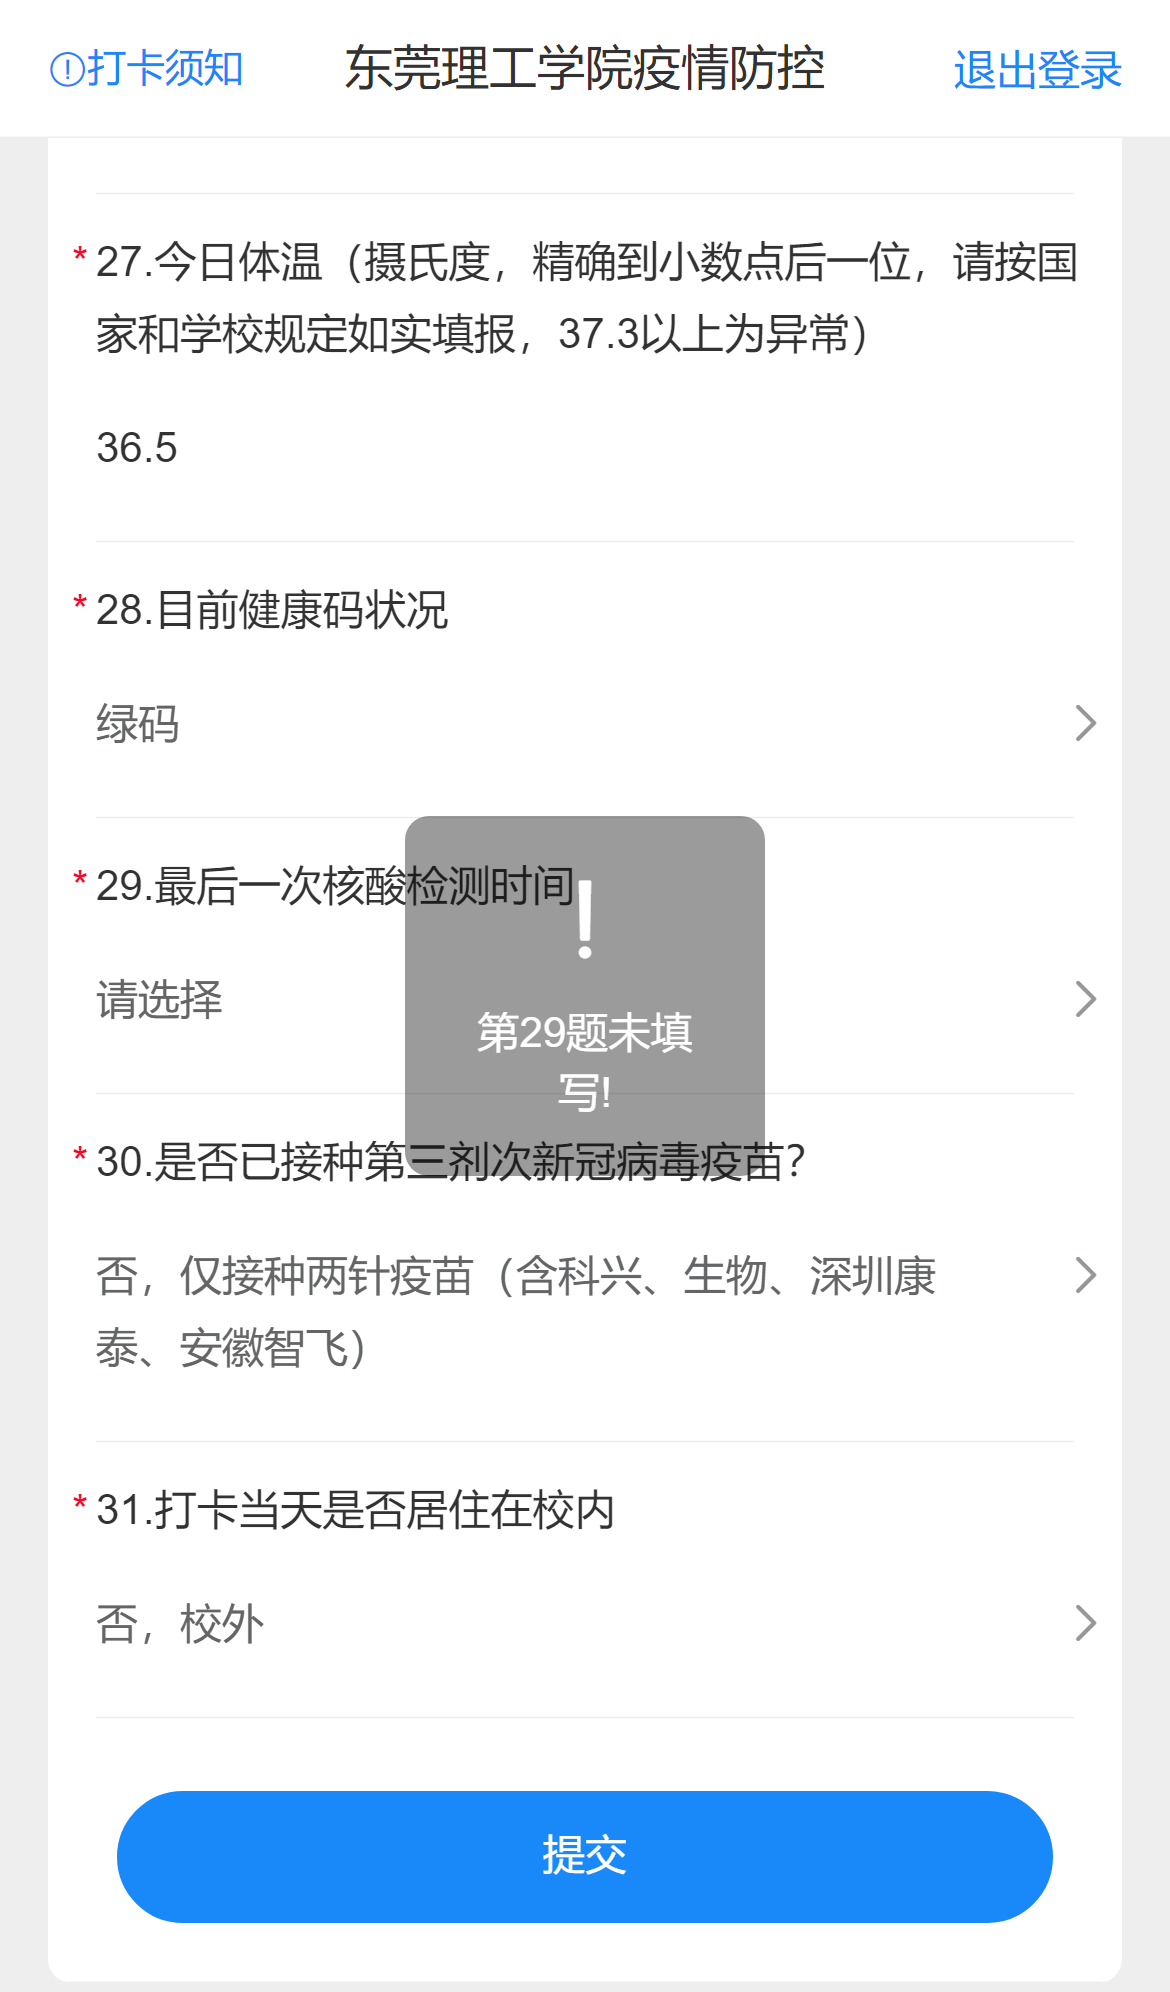 打卡须知
东莞理工学院疫情防控
退出登录
* 27.今日体温（摄氏度，精确到小数点后一位，请按国
家和学校规定如实填报，37.3以上为异常）
36.5
* 28.目前健康码状况
绿码
* 29.最后一次核酸检测时间
请选择
第29题未填
写!
* 30.是否已接种第三剂次新冠病毒疫苗?
否，仅接种两针疫苗（含科兴、生物、深圳康
泰、安徽智飞）
* 31.打卡当天是否居住在校内
否，校外
提交